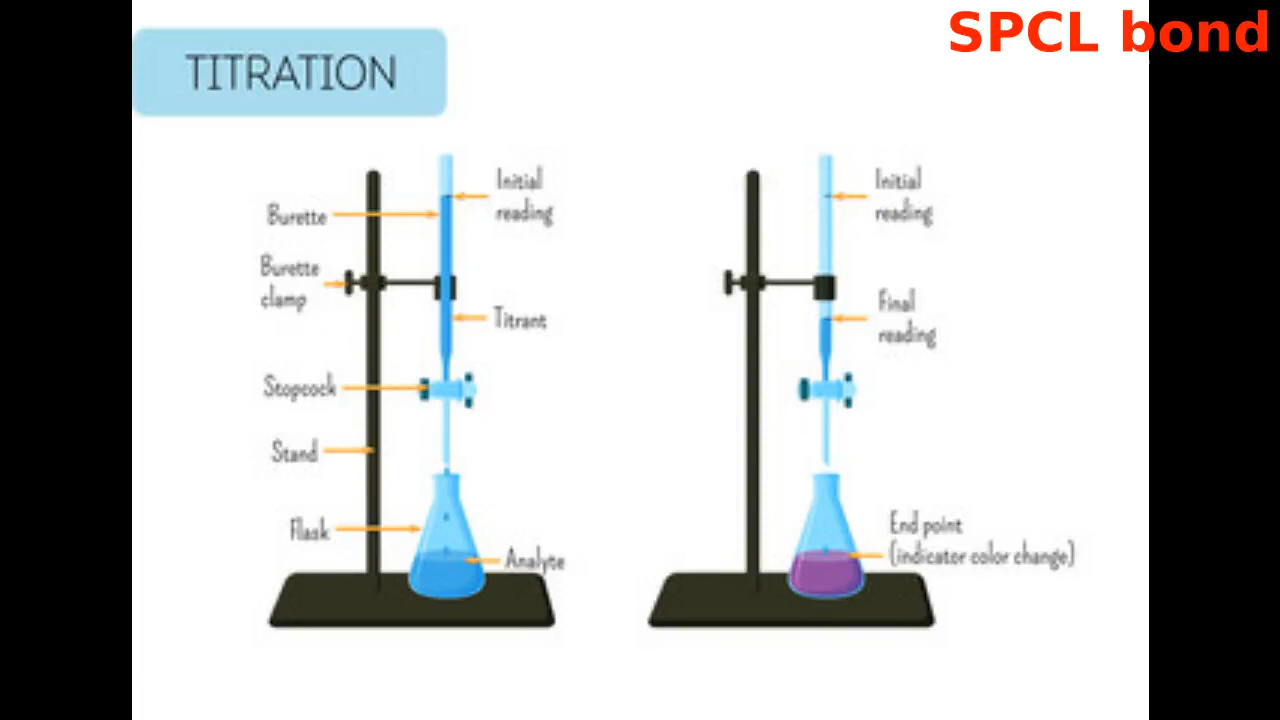 SPCL bond
TITRATION
Initial
reading
Burette
Burette
clamp
Titrant
Stopcock
Stand
Flask
Analyte
Initial
reading
Final
reading
End point
(indicator color change)